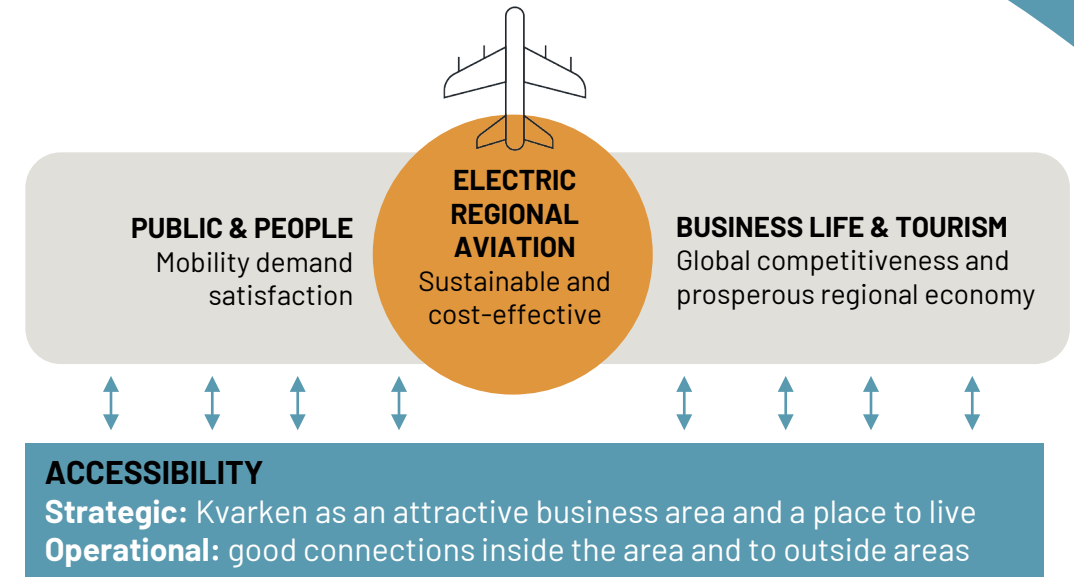 PUBLIC & PEOPLE
Mobility demand
satisfaction
ELECTRIC
REGIONAL
AVIATION
Sustainable and
cost-effective
BUSINESS LIFE & TOURISM
Global competitiveness and
prosperous regional economy
ACCESSIBILITY
Strategic: Kvarken as an attractive business area and a place to live
Operational: good connections inside the area and to outside areas